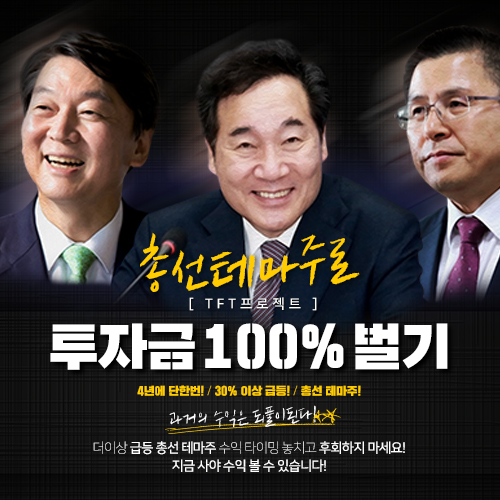 총선테마주로
[ TFT프로젝트 ]
투자금 100% 벌기
4년에 단한번! / 30% 이상 급등! / 총선 테마주!
과거의 수익은 되풀이된다!☆☆
더이상 급등 총선 테마주 수익 타이밍 놓치고 후회하지 마세요!
지금 사야 수익 볼 수 있습니다!